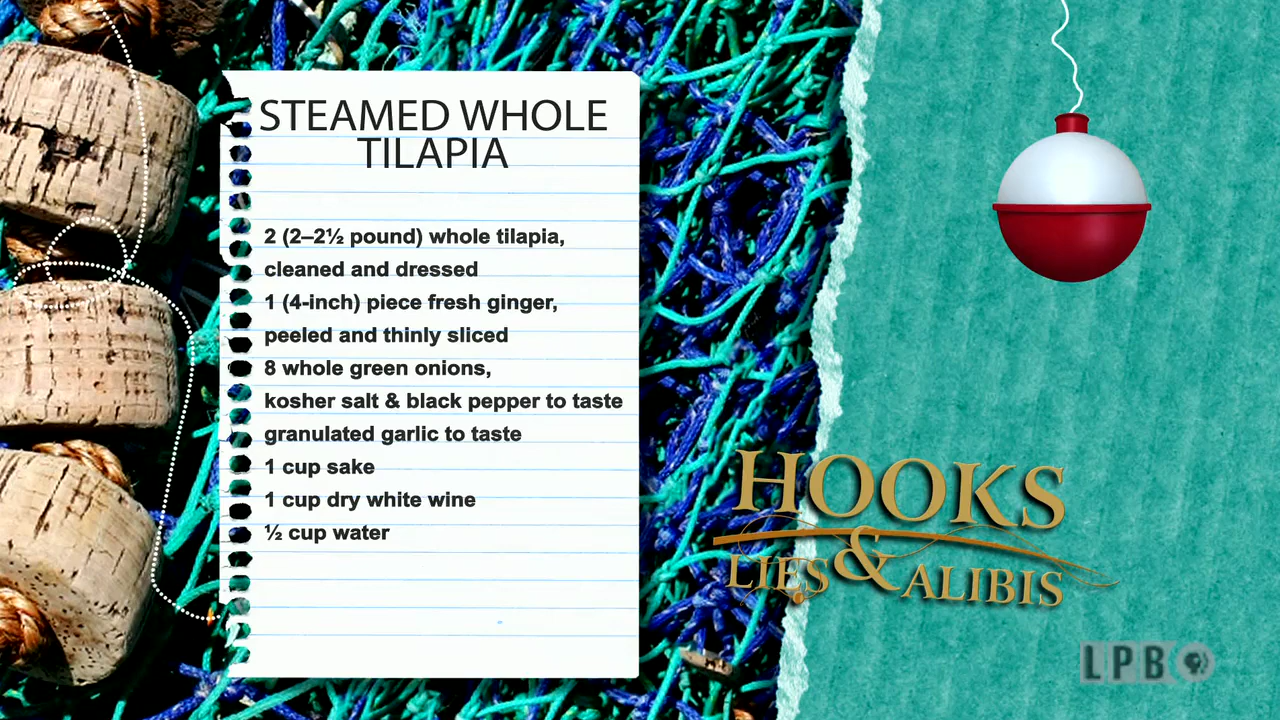 STEAMED WHOLE
TILAPIA
2 (2–2½ pound) whole tilapia,
cleaned and dressed
1 (4-inch) piece fresh ginger,
peeled and thinly sliced
8 whole green onions,
kosher salt & black pepper to taste
granulated garlic to taste
1 cup sake
1 cup dry white wine
½ cup water
HOOKS
LIES & ALIBIS
LPB